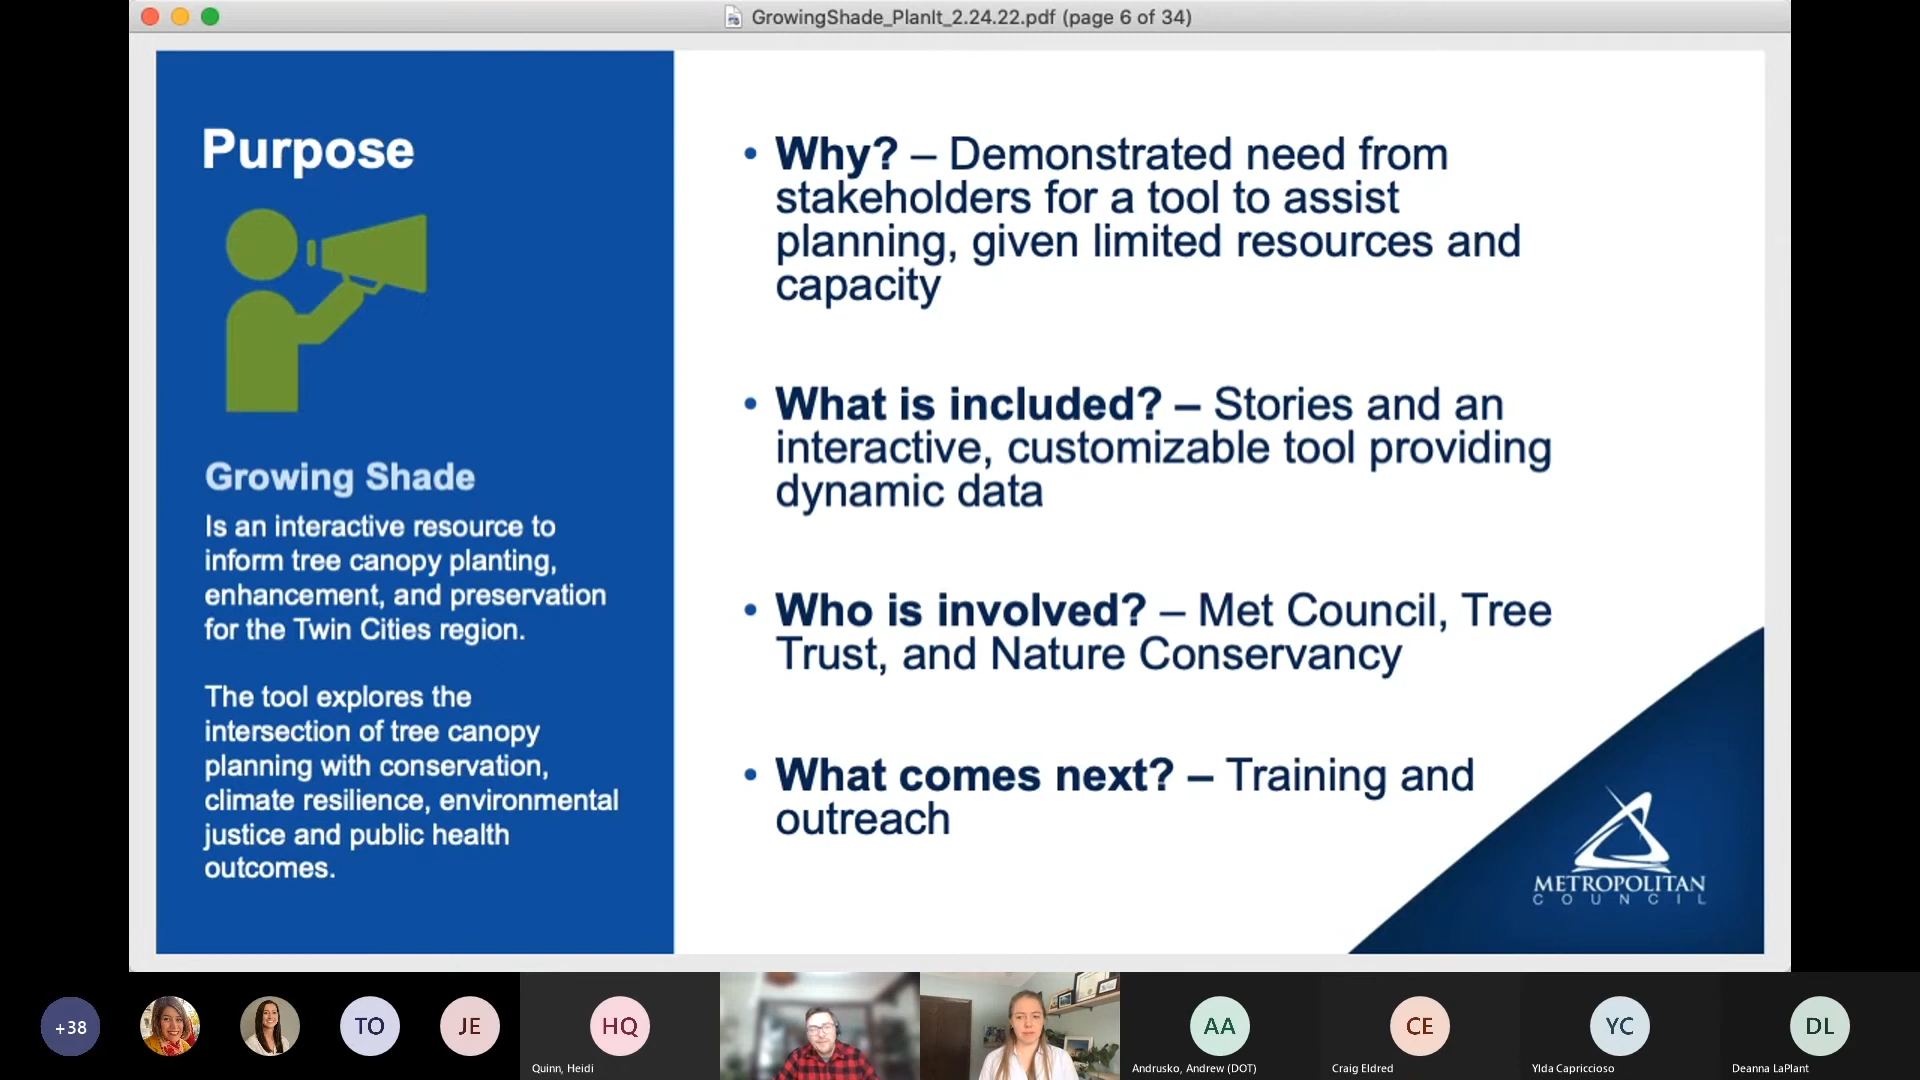 GrowingShade_PlanIt_2.24.22.pdf (page 6 of 34)
Purpose
Growing Shade
Is an interactive resource to
inform tree canopy planting,
enhancement, and preservation
for the Twin Cities region.
The tool explores the
intersection of tree canopy
planning with conservation,
climate resilience, environmental
justice and public health
outcomes.
• Why? – Demonstrated need from
stakeholders for a tool to assist
planning, given limited resources and
capacity
• What is included? – Stories and an
interactive, customizable tool providing
dynamic data
• Who is involved? – Met Council, Tree
Trust, and Nature Conservancy
• What comes next? – Training and
outreach
METROPOLITAN
COUNCIL
+38
TO
JE
HQ
Quinn, Heidi
AA
Andrusko, Andrew (DOT)
CE
Craig Eldred
YC
Ylda Capriccioso
DL
Deanna LaPlant